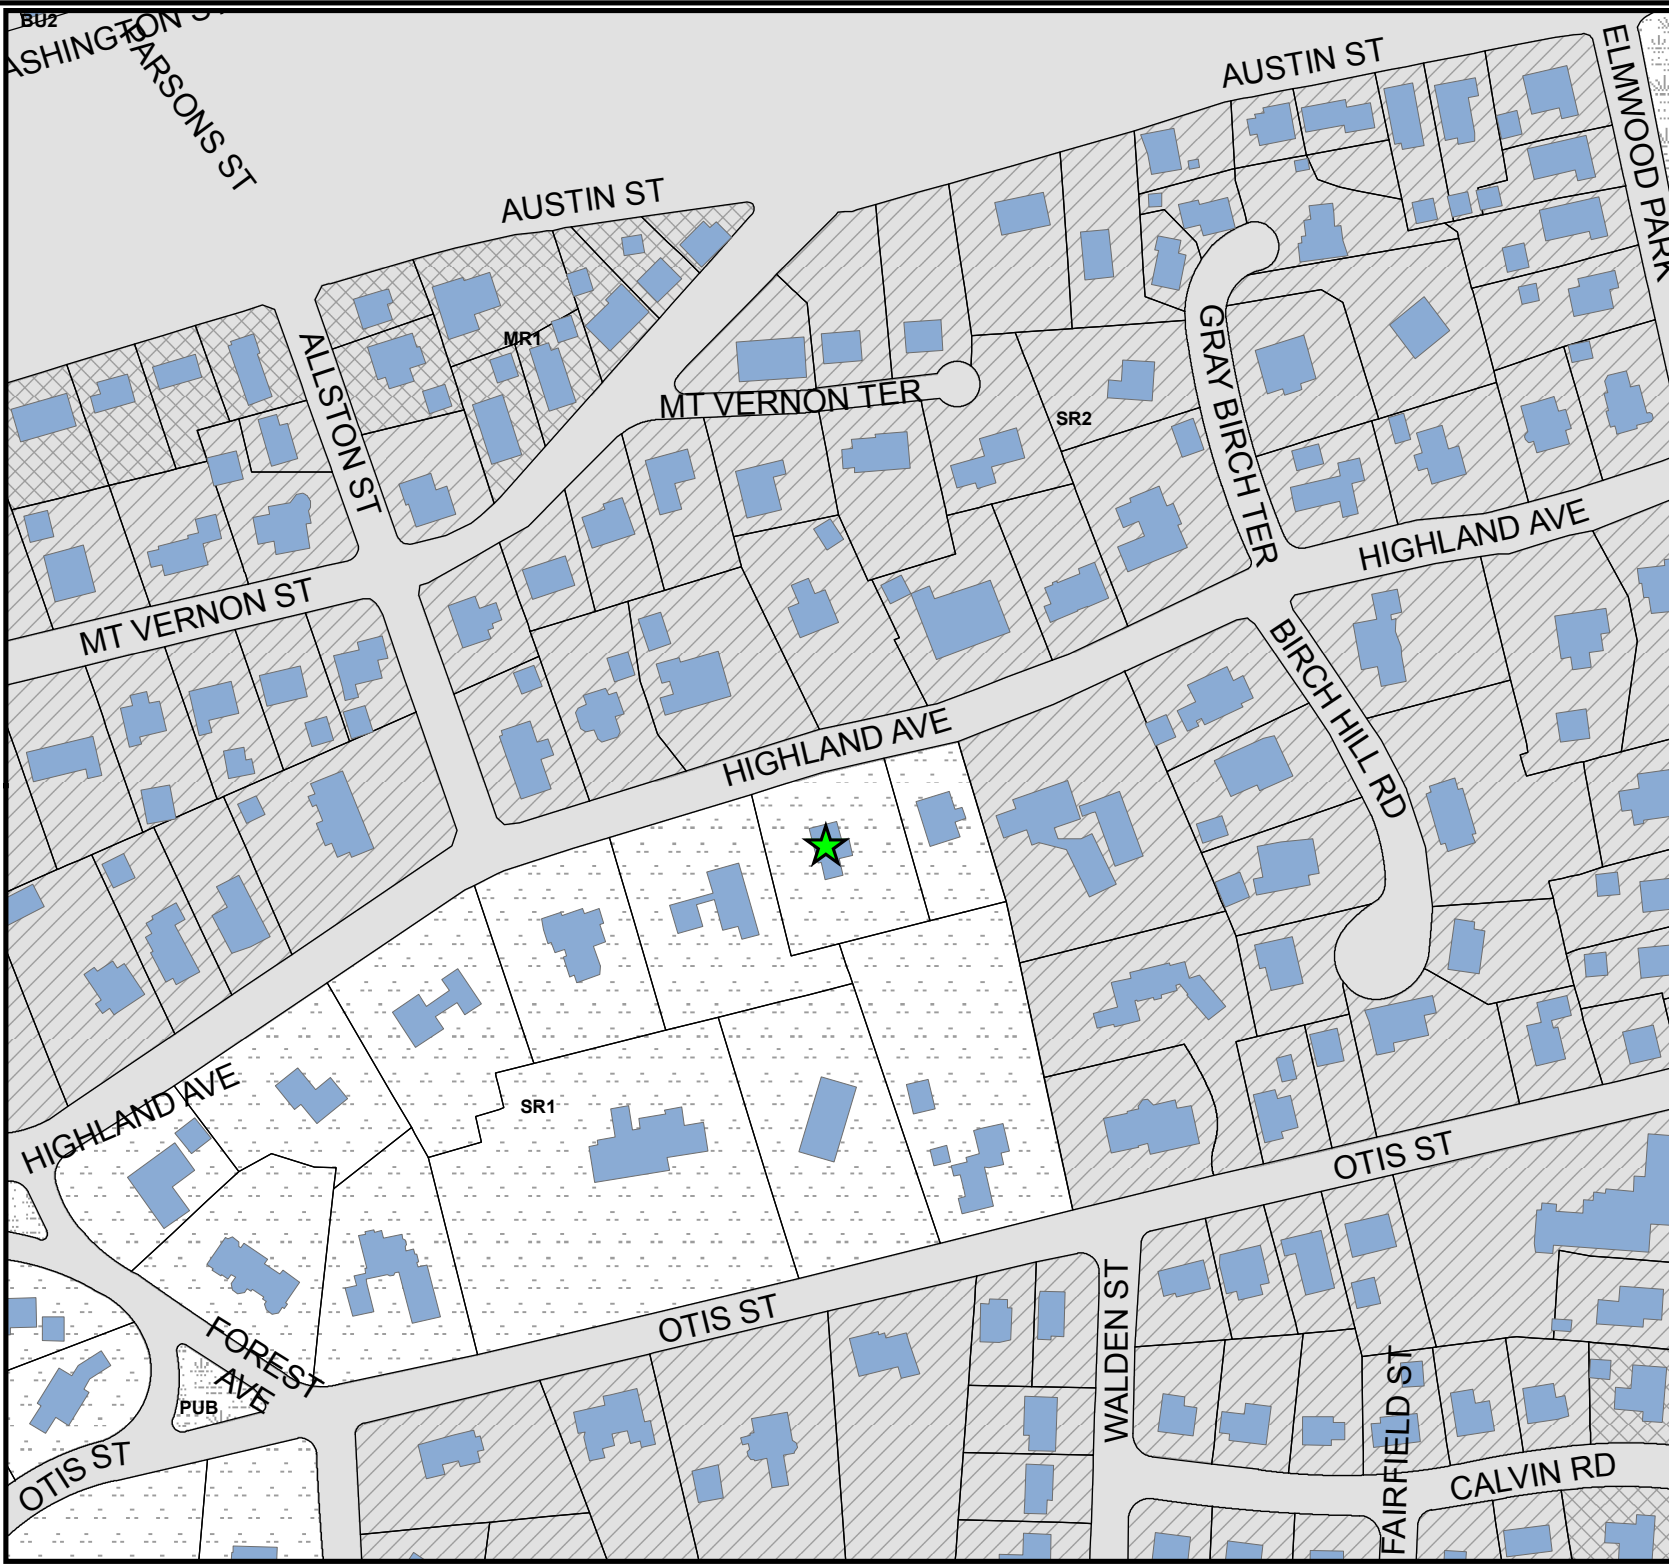 BU2
ASHINGTON ST
PARSONS ST
AUSTIN ST
ELMWOOD PARK
AUSTIN ST
ALLSTON ST
MR1
MT VERNON TER
SR2
GRAY BIRCH TER
HIGHLAND AVE
MT VERNON ST
BIRCH HILL RD
HIGHLAND AVE
HIGHLAND AVE
SR1
OTIS ST
OTIS ST
WALDEN ST
FOREST
AVE
PUB
FAIRFIELD ST
OTIS ST
CALVIN RD